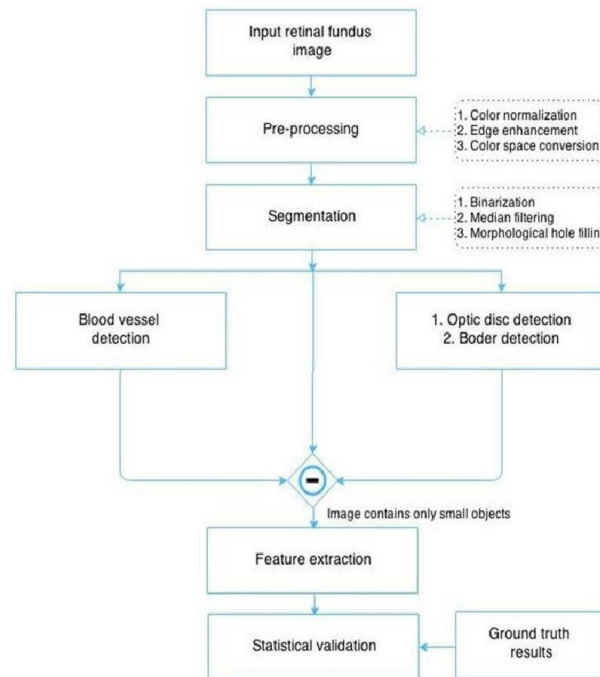 Input retinal fundus
image
Pre-processing
1. Color normalization
2. Edge enhancement
3. Color space conversion
Segmentation
1. Binarization
2. Median filtering
3. Morphological hole fillin
Blood vessel
detection
1. Optic disc detection
2. Boder detection
Image contains only small objects
Feature extraction
Statistical validation
Ground truth
results